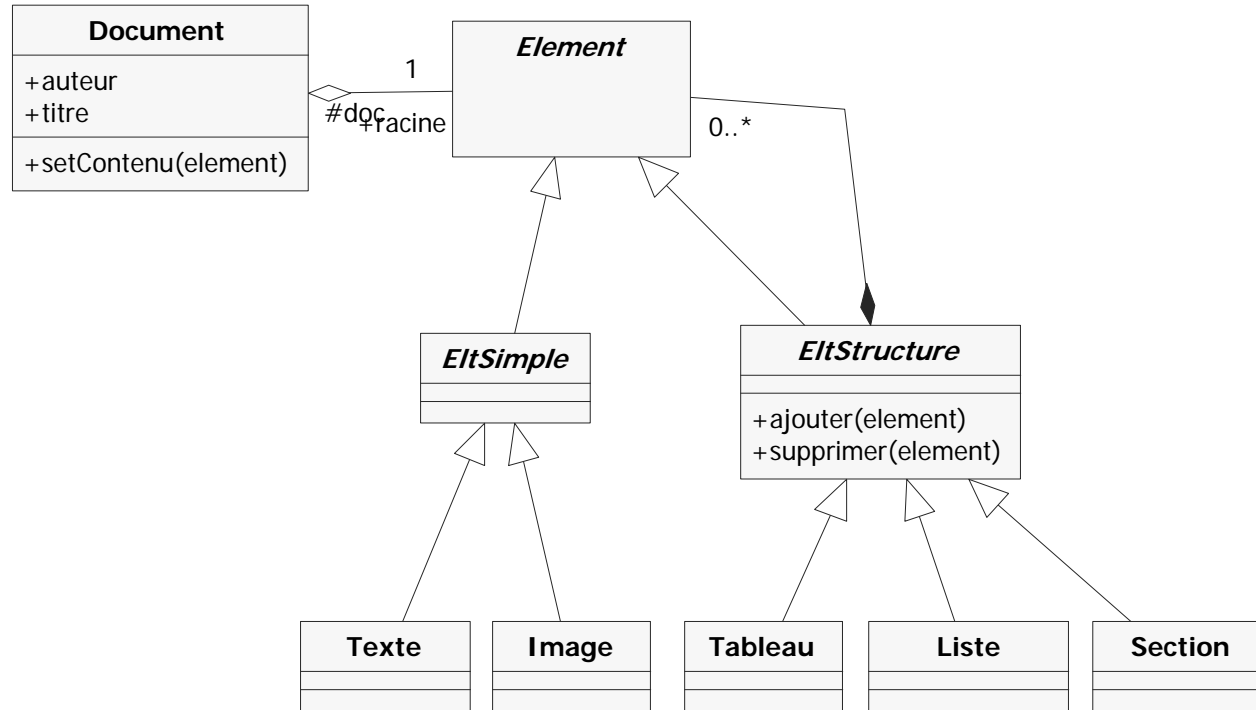 Document
+auteur
+titre
+setContenu(element)
1
#doc
+racine
Element
0..*
EltSimple
EltStructure
+ajouter(element)
+supprimer(element)
Texte
Image
Tableau
Liste
Section